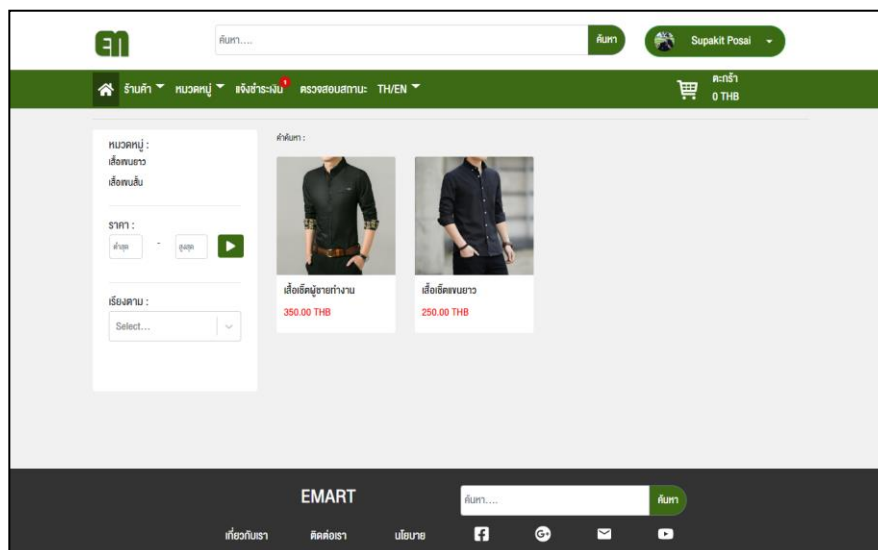 ค้นหา....
ค้นหา
Supakit Posai
ร้านค้า
หมวดหมู่
แจ้งชำระเงิน
ตรวจสอบสถานะ
TH/EN
ตะกร้า
0 THB
หมวดหมู่ :
เสื้อแขนยาว
เสื้อแขนสั้น
คำค้นหา :
ราคา :
ต่ำสุด
-
สูงสุด
เรียงตาม :
Select...
เสื้อเชิ้ตผู้ชายทำงาน
350.00 THB
เสื้อเชิ้ตแขนยาว
250.00 THB
EMART
ค้นหา....
ค้นหา
เกี่ยวกับเรา
ติดต่อเรา
นโยบาย